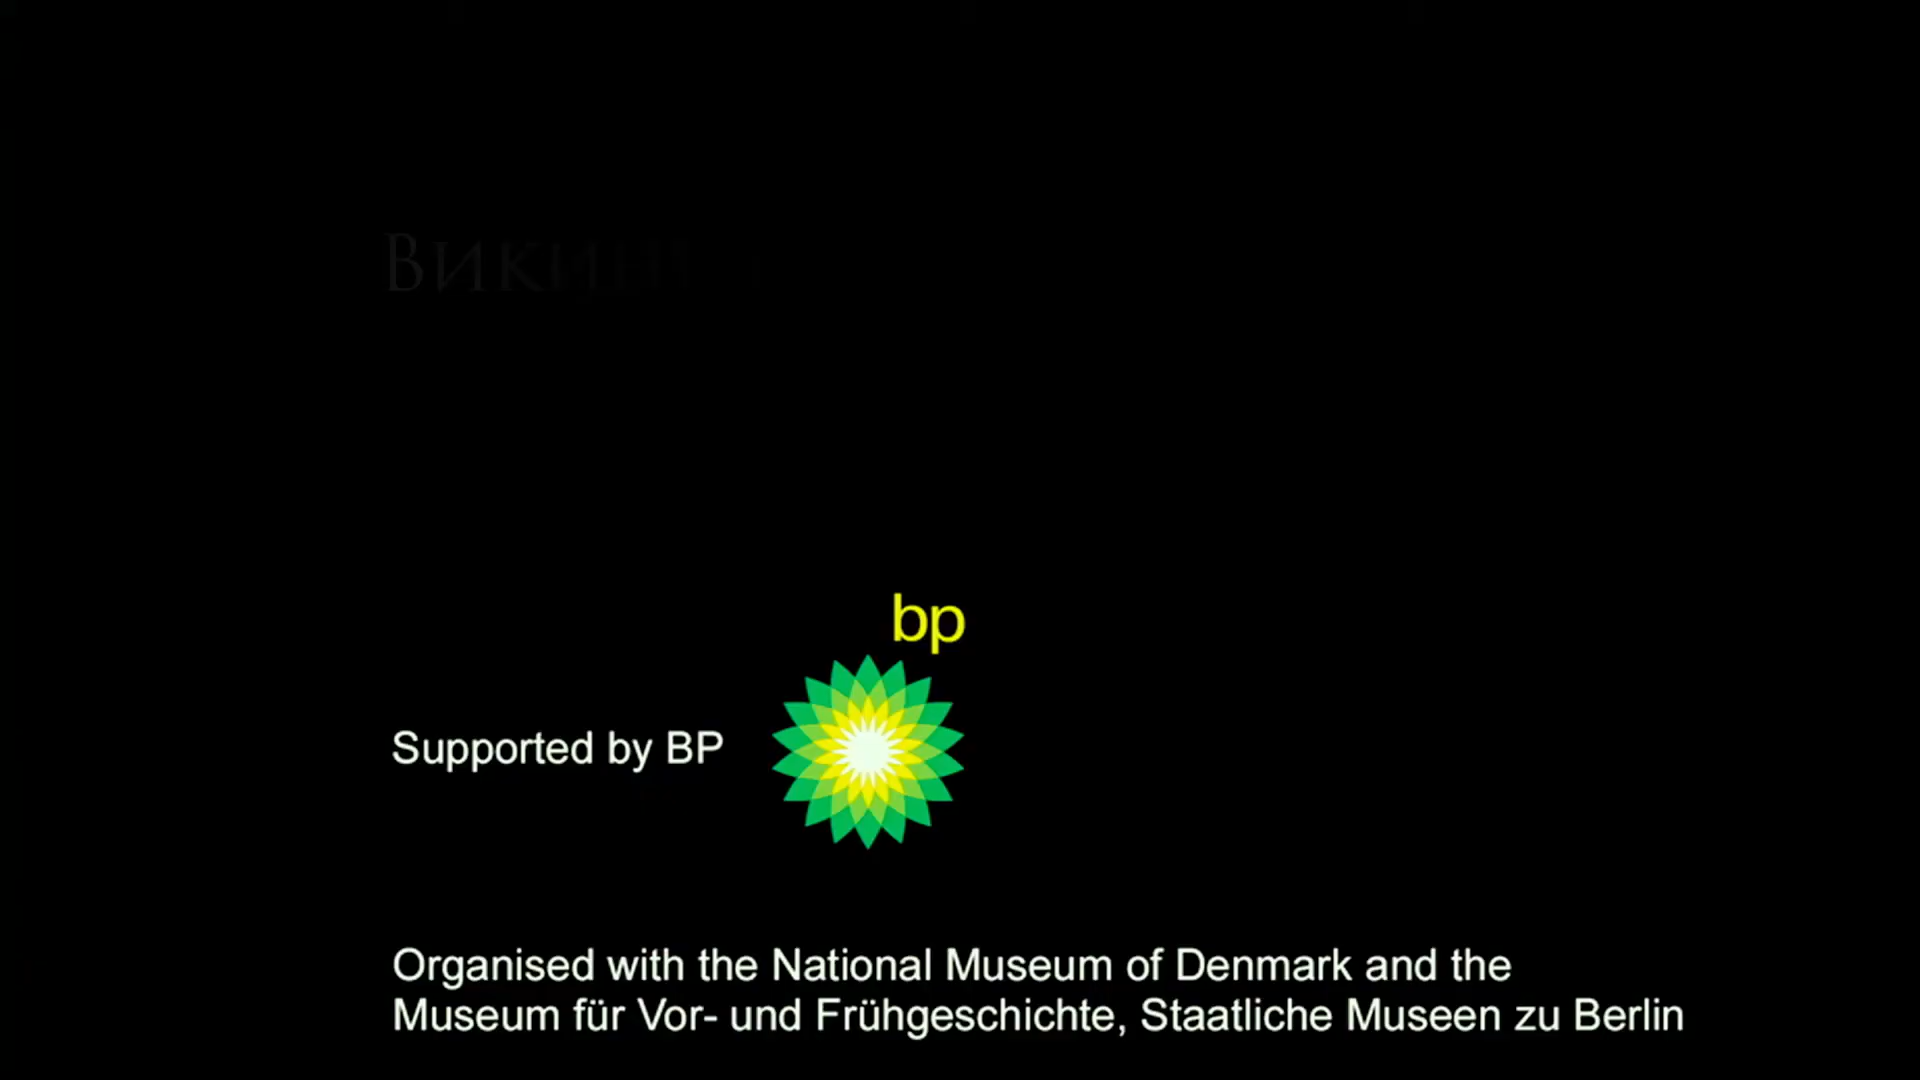 bp
Supported by BP
Organised with the National Museum of Denmark and the
Museum für Vor- und Frühgeschichte, Staatliche Museen zu Berlin